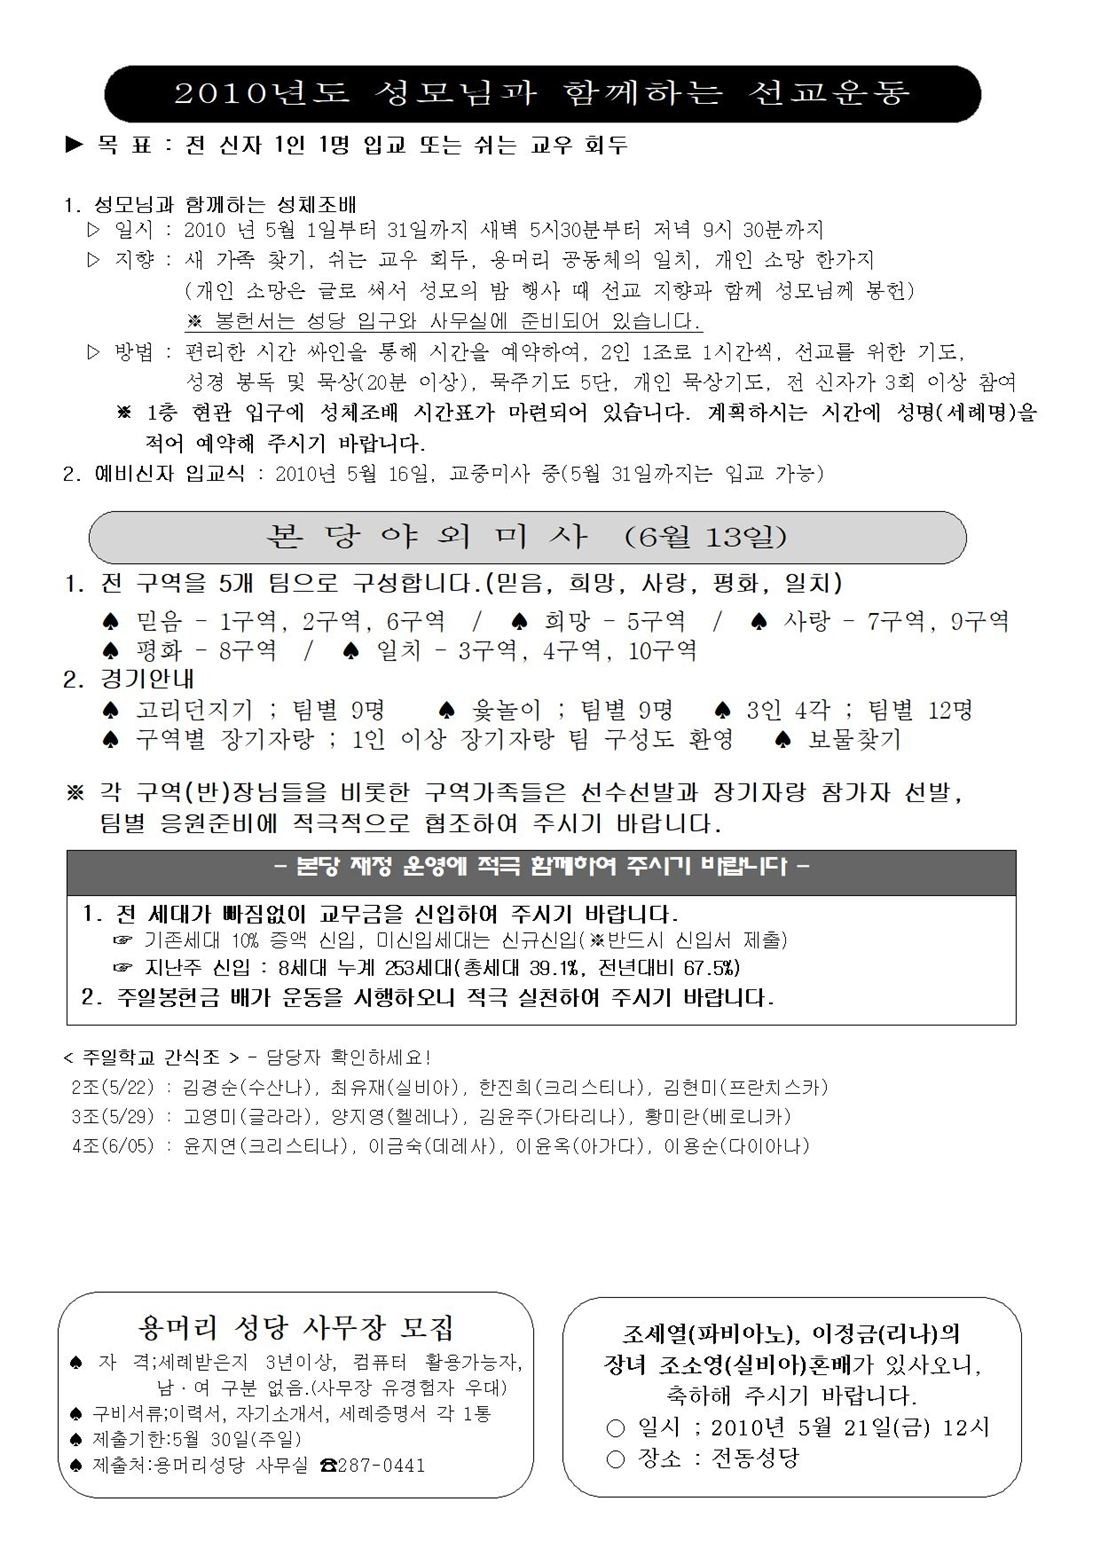 2010년도 성모님과 함께하는 선교운동
▶ 목 표 : 전 신자 1인 1명 입교 또는 쉬는 교우 회두
1. 성모님과 함께하는 성체조배
▷ 일시 : 2010 년 5월 1일부터 31일까지 새벽 5시30분부터 저녁 9시 30분까지
▷ 지향 : 새 가족 찾기, 쉬는 교우 회두, 용머리 공동체의 일치, 개인 소망 한가지
(개인 소망은 글로 써서 성모의 밤 행사 때 선교 지향과 함께 성모님께 봉헌)
※ 봉헌서는 성당 입구와 사무실에 준비되어 있습니다.
▷ 방법 : 편리한 시간 싸인을 통해 시간을 예약하여, 2인 1조로 1시간씩, 선교를 위한 기도,
성경 봉독 및 묵상(20분 이상), 묵주기도 5단, 개인 묵상기도, 전 신자가 3회 이상 참여
※ 1층 현관 입구에 성체조배 시간표가 마련되어 있습니다. 계획하시는 시간에 성명(세례명)을
적어 예약해 주시기 바랍니다.
2. 예비신자 입교식 : 2010년 5월 16일, 교중미사 중(5월 31일까지는 입교 가능)
본 당 야 외 미 사 (6월 13일)
1. 전 구역을 5개 팀으로 구성합니다.(믿음, 희망, 사랑, 평화, 일치)
♠ 믿음 - 1구역, 2구역, 6구역 / ♠ 희망 - 5구역 / ♠ 사랑 - 7구역, 9구역
♠ 평화 - 8구역 / ♠ 일치 - 3구역, 4구역, 10구역
2. 경기안내
♠ 고리던지기 ; 팀별 9명 ♠ 윷놀이 ; 팀별 9명 ♠ 3인 4각 ; 팀별 12명
♠ 구역별 장기자랑 ; 1인 이상 장기자랑 팀 구성도 환영 ♠ 보물찾기
※ 각 구역(반)장님들을 비롯한 구역가족들은 선수선발과 장기자랑 참가자 선발,
팀별 응원준비에 적극적으로 협조하여 주시기 바랍니다.
- 본당 재정 운영에 적극 함께하여 주시기 바랍니다 -
1. 전 세대가 빠짐없이 교무금을 신입하여 주시기 바랍니다.
☞ 기존세대 10% 증액 신입, 미신입세대는 신규신입(※반드시 신입서 제출)
☞ 지난주 신입 : 8세대 누계 253세대(총세대 39.1%, 전년대비 67.5%)
2. 주일봉헌금 배가 운동을 시행하오니 적극 실천하여 주시기 바랍니다.
< 주일학교 간식조 > - 담당자 확인하세요!
2조(5/22) : 김경순(수산나), 최유재(실비아), 한진희(크리스티나), 김현미(프란치스카)
3조(5/29) : 고영미(글라라), 양지영(헬레나), 김윤주(가타리나), 황미란(베로니카)
4조(6/05) : 윤지연(크리스티나), 이금숙(데레사), 이윤옥(아가다), 이용순(다이아나)
용머리 성당 사무장 모집
♠ 자 격;세례받은지 3년이상, 컴퓨터 활용가능자,
남·여 구분 없음.(사무장 유경험자 우대)
♠ 구비서류;이력서, 자기소개서, 세례증명서 각 1통
♠ 제출기한:5월 30일(주일)
♠ 제출처:용머리성당 사무실 ☎287-0441
조세열(파비아노), 이정금(리나)의
장녀 조소영(실비아)혼배가 있사오니,
축하해 주시기 바랍니다.
○ 일시 ; 2010년 5월 21일(금) 12시
○ 장소 : 전동성당